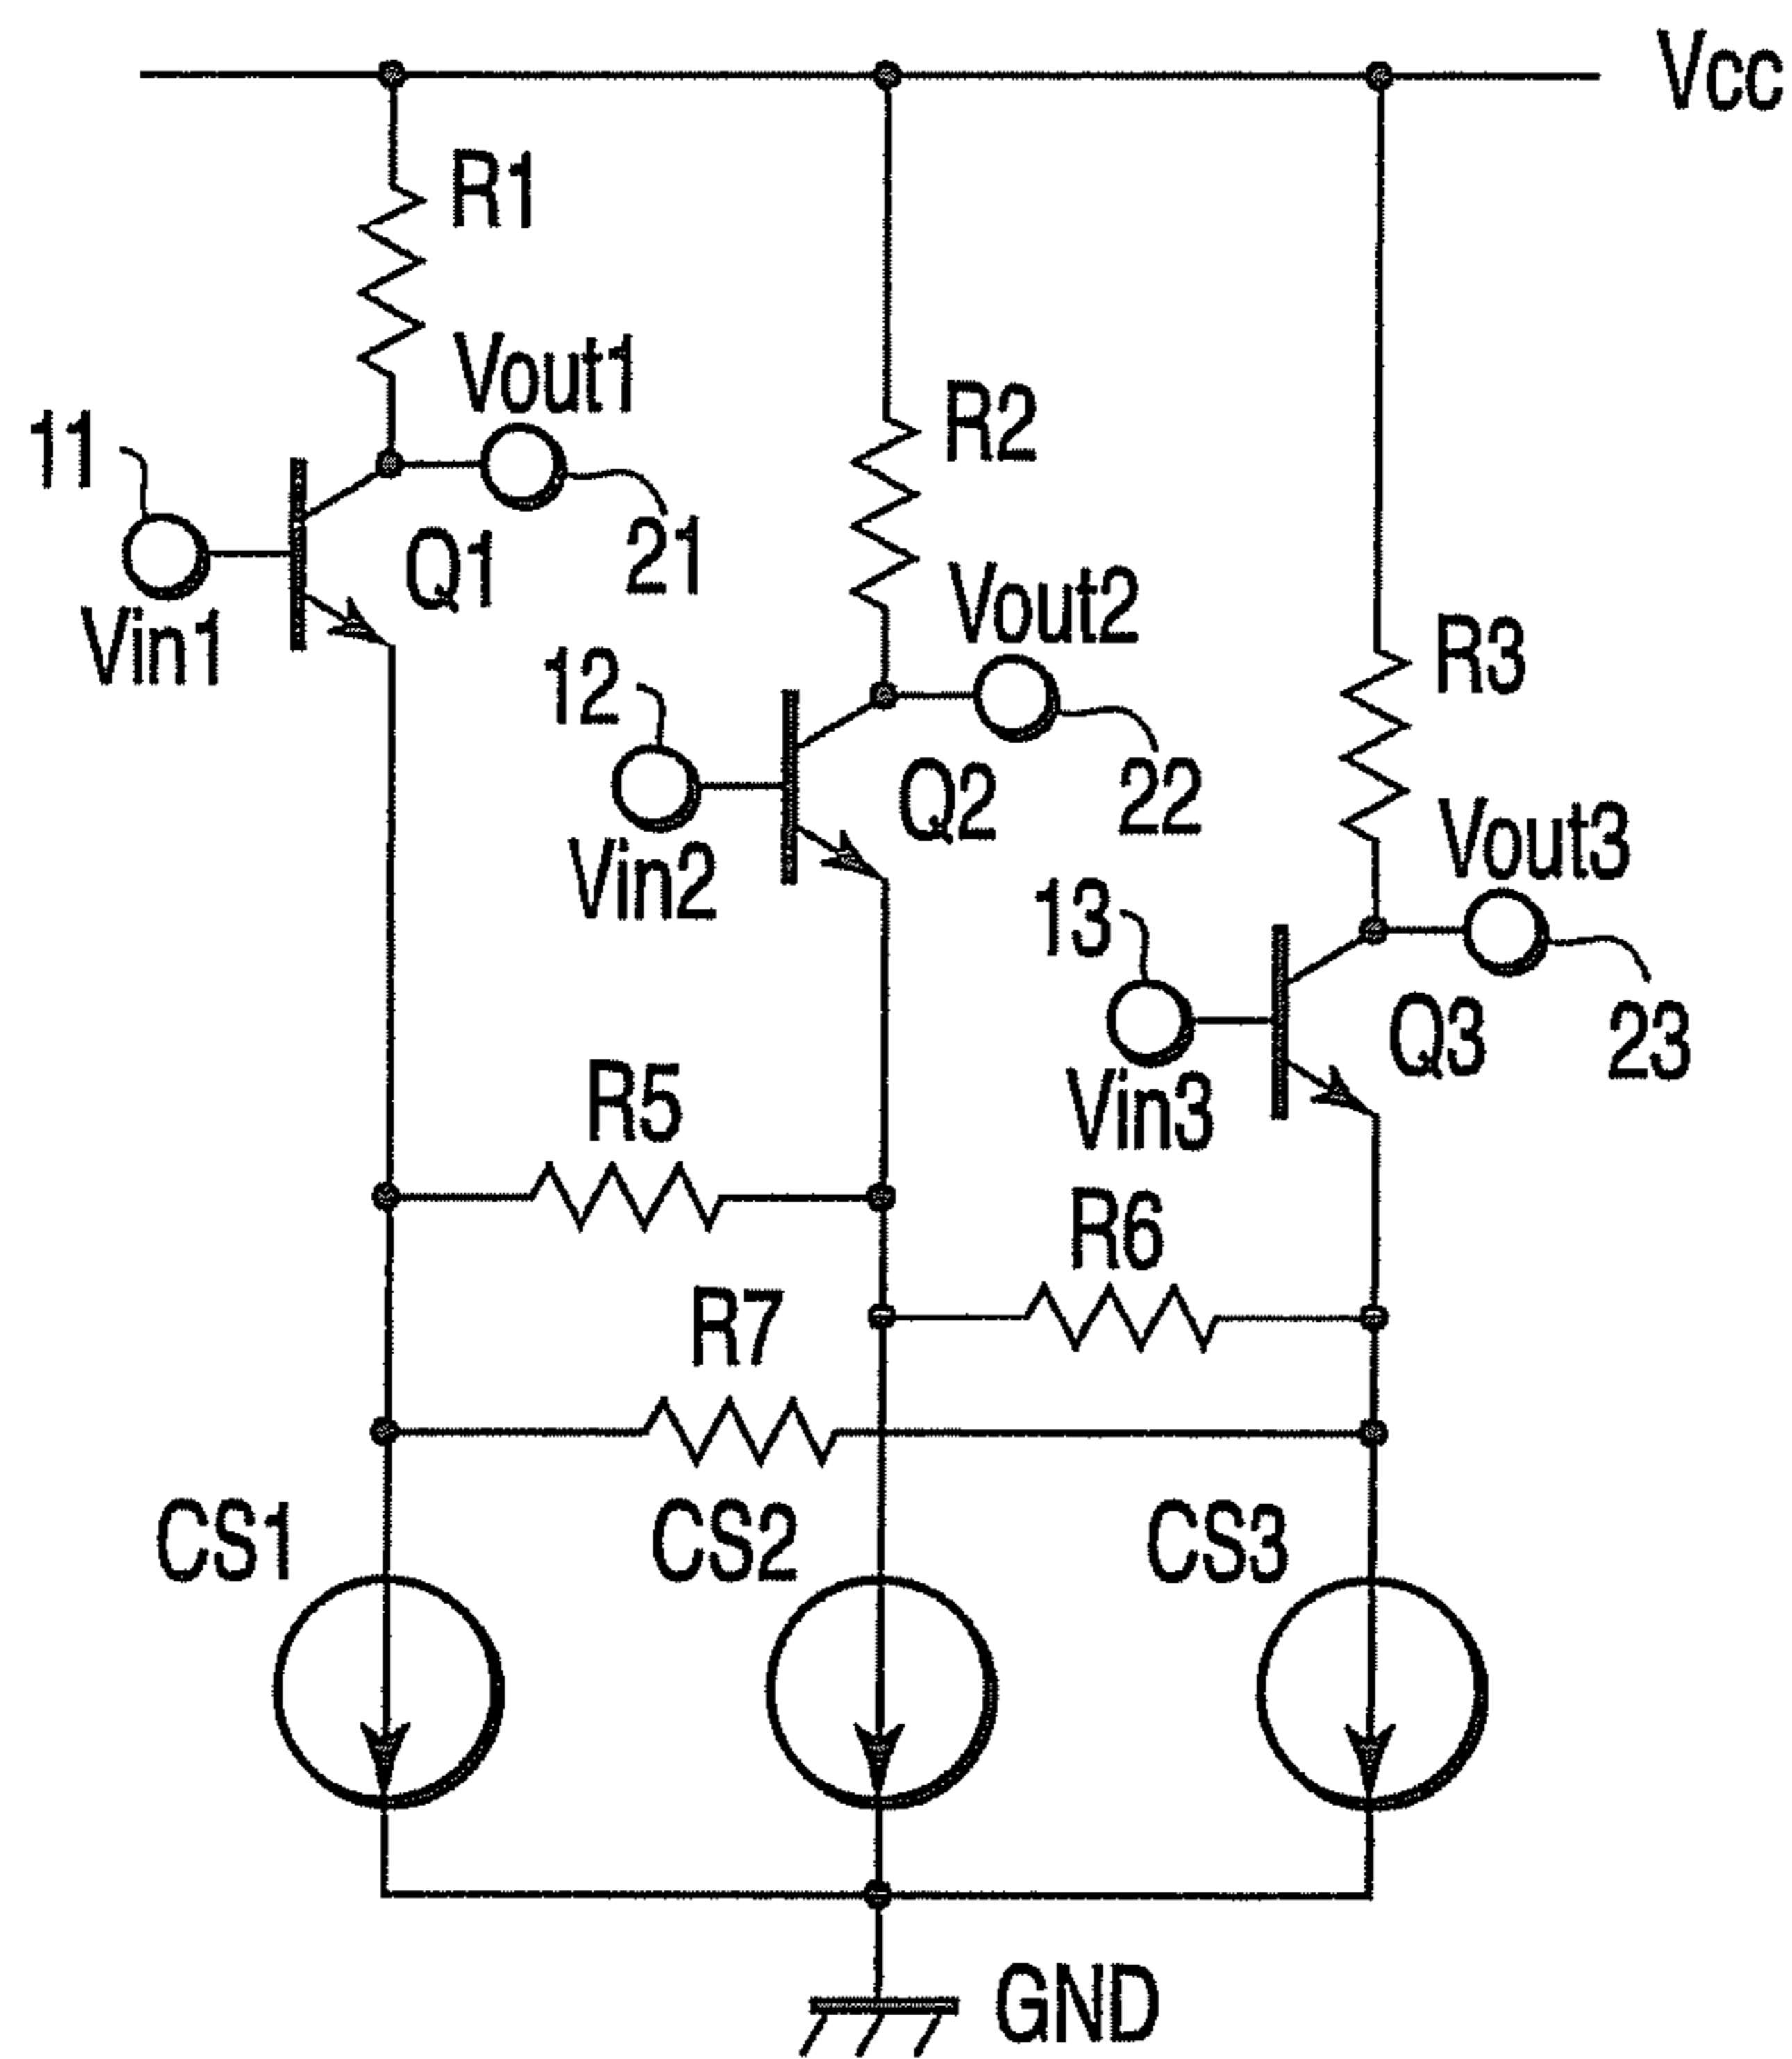 Vcc
R1
Vout1
11
21
Q1
Vin1
R2
Vout2
12
22
Q2
Vin2
R3
Vout3
13
23
Q3
Vin3
R5
R6
R7
CS1
CS2
CS3
GND